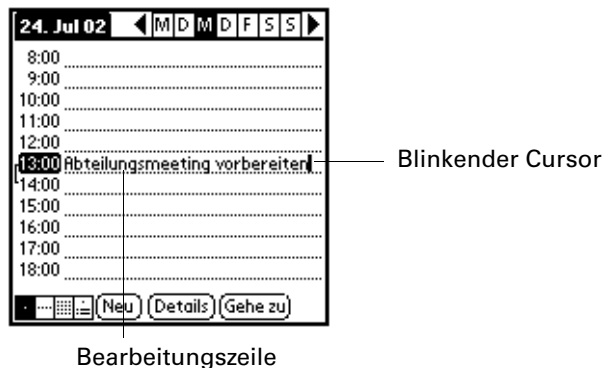 24. Jul 02 M D M D F S S
8:00
9:00
10:00
11:00
12:00
13:00 Abteilungsmeeting vorbereiten
Blinkender Cursor
14:00
15:00
16:00
17:00
18:00
Neu Details Gehe zu
Bearbeitungszeile